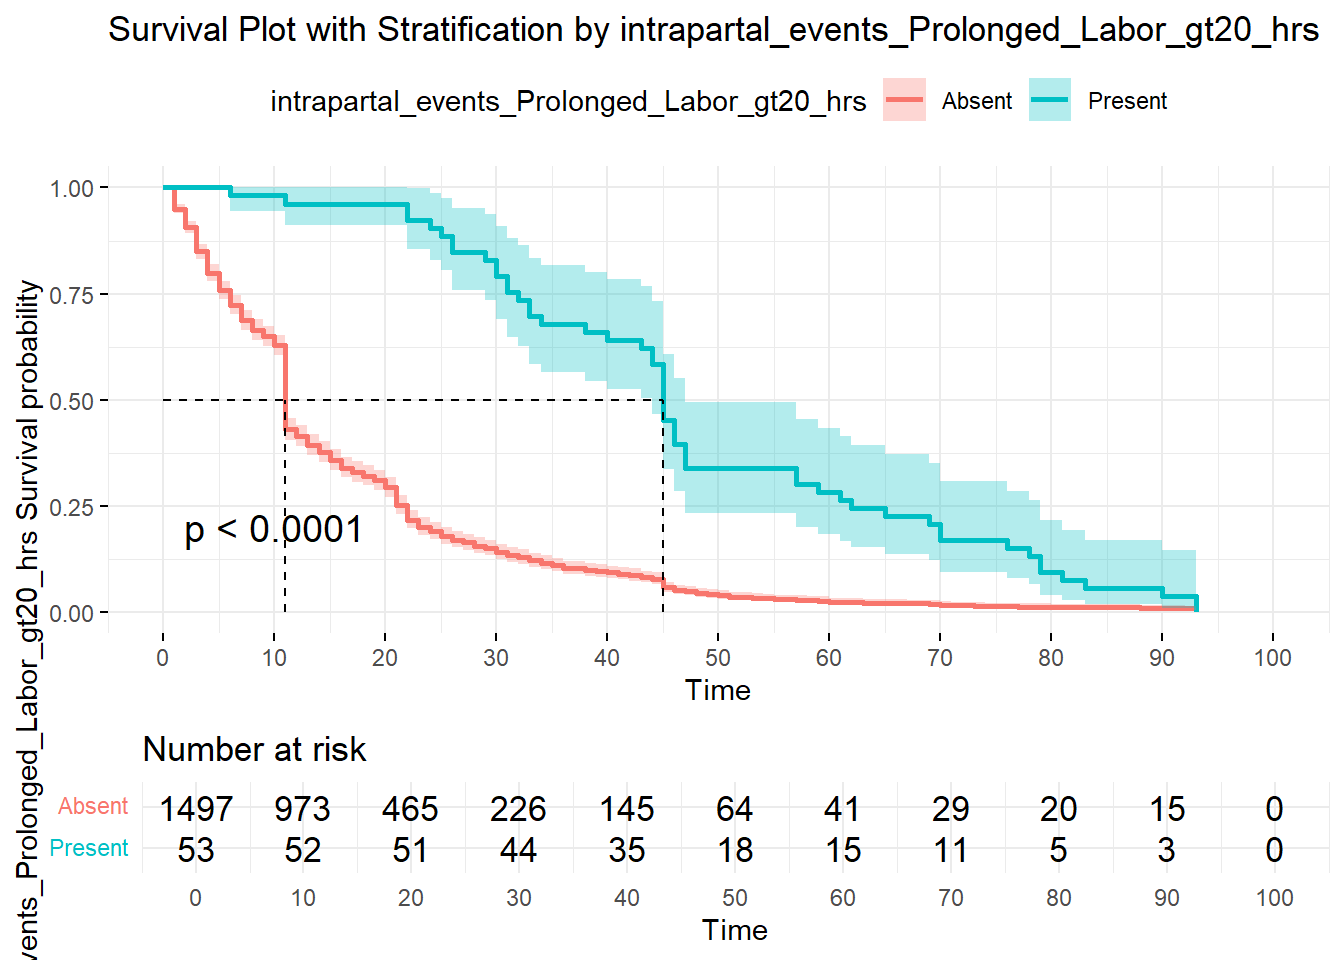 Survival Plot with Stratification by intrapartal_events_Prolonged_Labor_gt20_hrs
intrapartal_events_Prolonged_Labor_gt20_hrs Absent Present
vents_Prolonged_Labor_gt20_hrs Survival probability
1.00
0.75
0.50
0.25
0.00
p < 0.0001
0 10 20 30 40 50 60 70 80 90 100
Time
Number at risk
Absent 1497 973 465 226 145 64 41 29 20 15 0
Present 53 52 51 44 35 18 15 11 5 3 0
0 10 20 30 40 50 60 70 80 90 100
Time